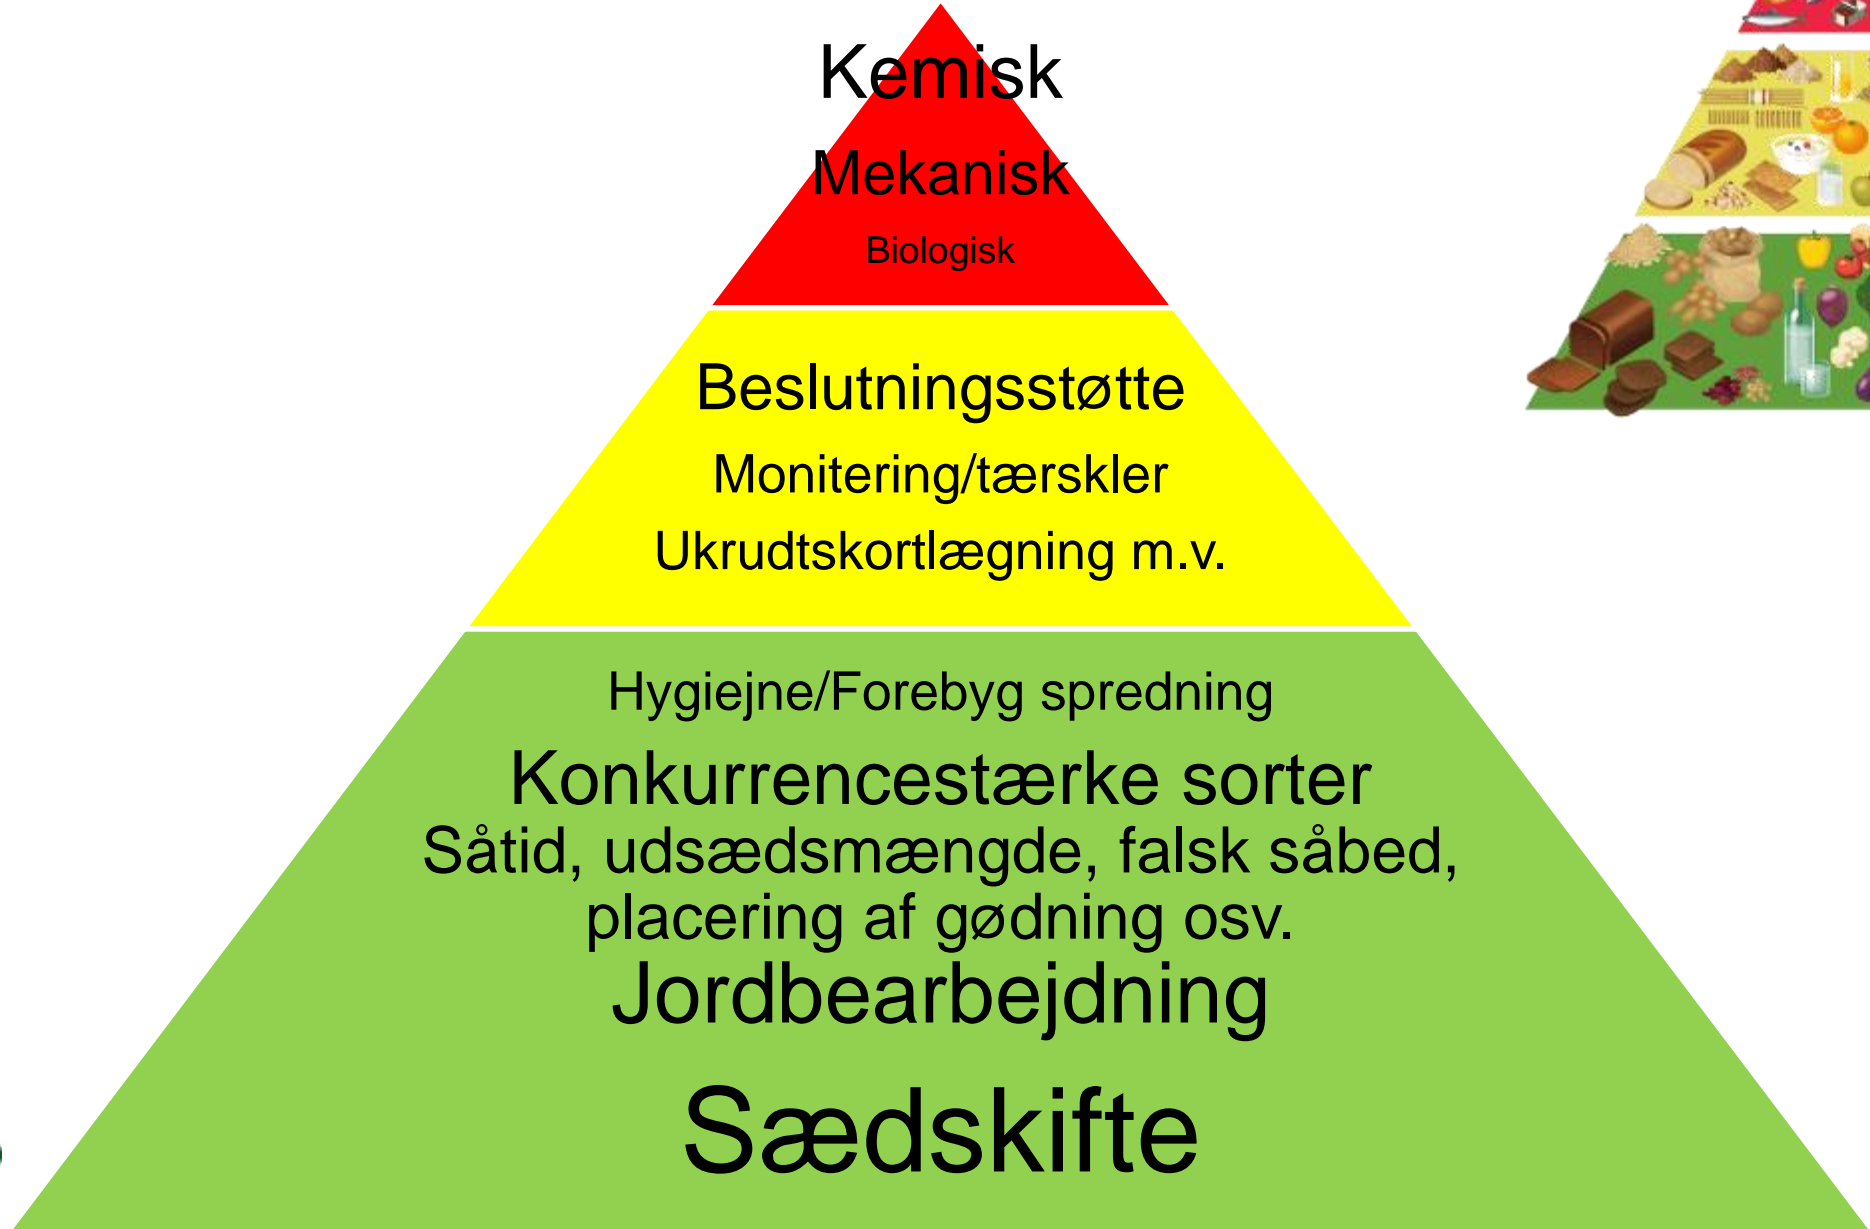 Kemisk
Mekanisk
Biologisk
Beslutningsstøtte
Monitering/tærskler
Ukrudtskortlægning m.v.
Hygiejne/Forebyg spredning
Konkurrencestærke sorter
Såtid, udsædsmængde, falsk såbed,
placering af gødning osv.
Jordbearbejdning
Sædskifte